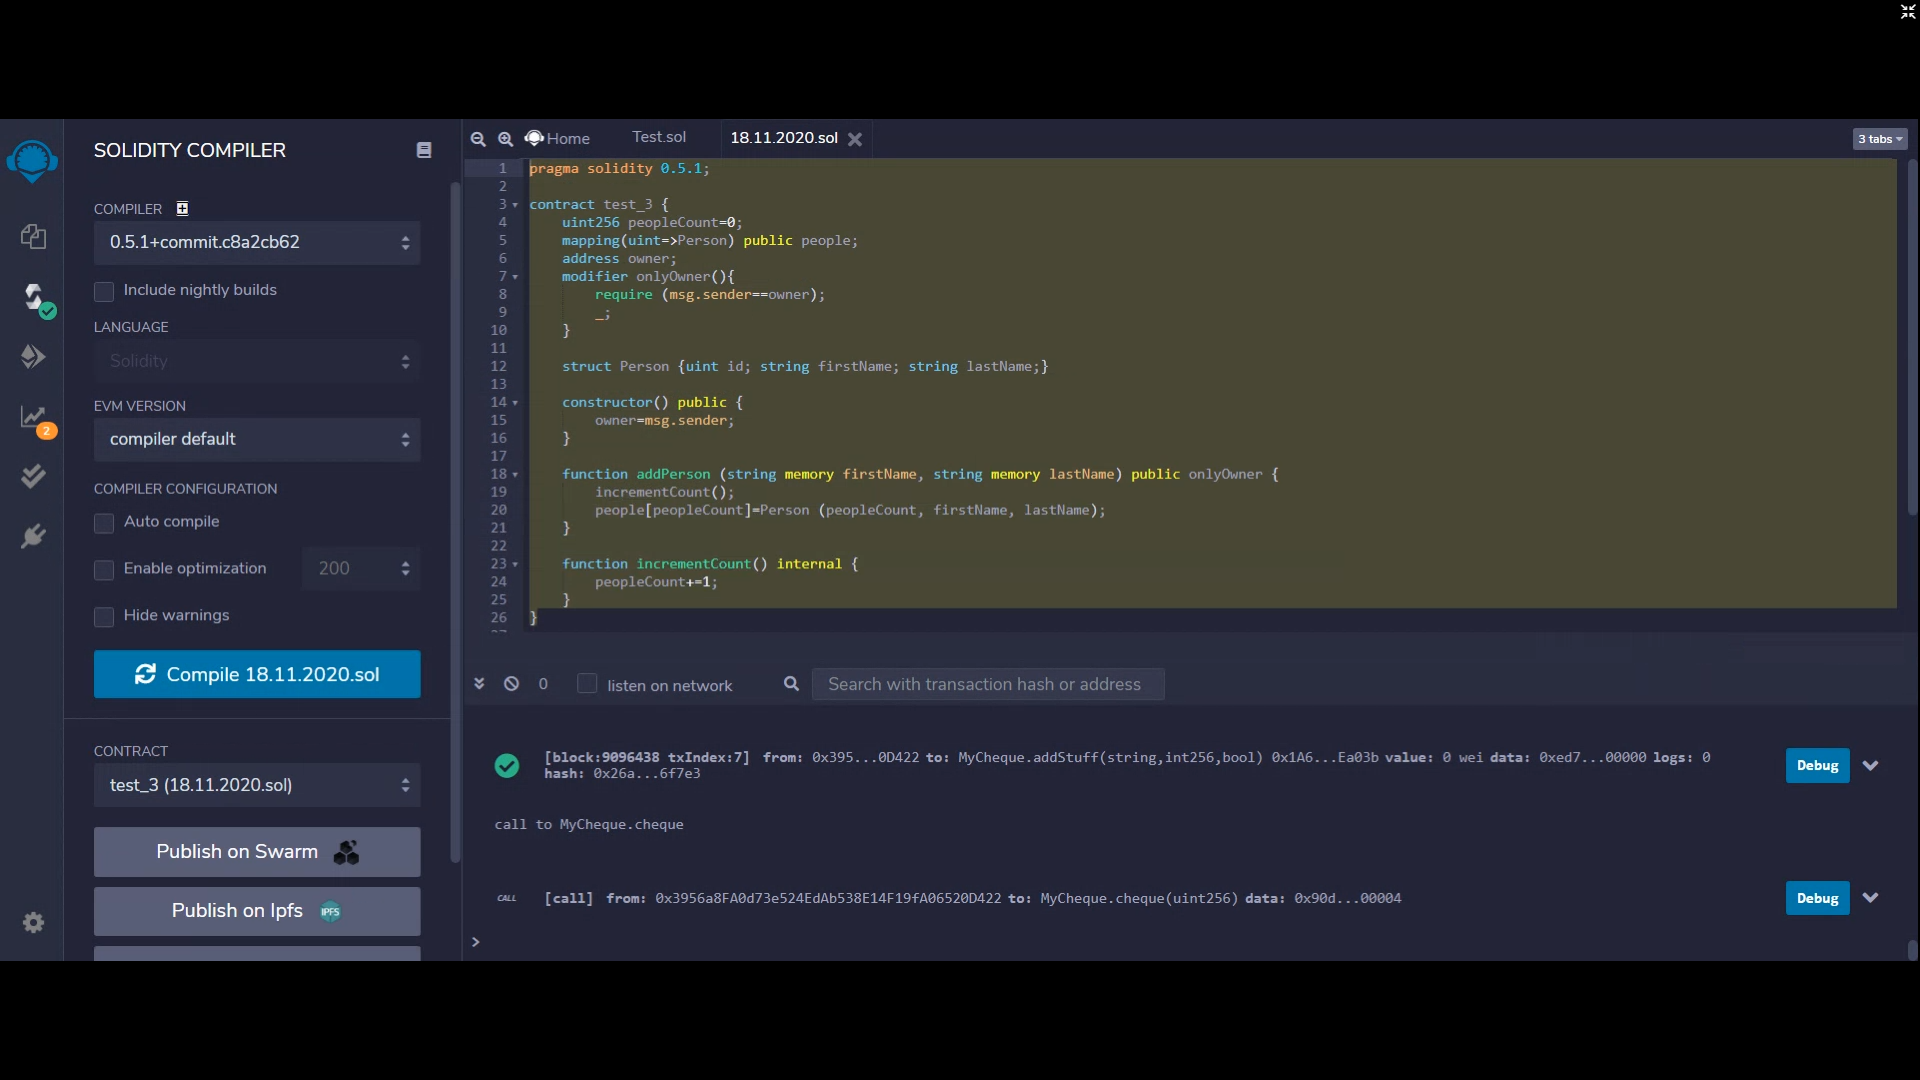 SOLIDITY COMPILER
COMPILER
0.5.1+commit.c8a2cb62
Include nightly builds
LANGUAGE
Solidity
EVM VERSION
compiler default
COMPILER CONFIGURATION
Auto compile
Enable optimization 200
Hide warnings
Compile 18.11.2020.sol
CONTRACT
test_3 (18.11.2020.sol)
Publish on Swarm
Publish on Ipfs IPFS
2
Home Test.sol 18.11.2020.sol 3 tabs
1 pragma solidity 0.5.1;
2
3 contract test_3 {
4 uint256 peopleCount=0;
5 mapping(uint=>Person) public people;
6 address owner;
7 modifier onlyOwner(){
8 require (msg.sender==owner);
9 _;
10 }
11
12 struct Person {uint id; string firstName; string lastName;}
13
14 constructor() public {
15 owner=msg.sender;
16 }
17
18 function addPerson (string memory firstName, string memory lastName) public onlyOwner {
19 incrementCount();
20 people[peopleCount]=Person (peopleCount, firstName, lastName);
21 }
22
23 function incrementCount() internal {
24 peopleCount+=1;
25 }
26 }
0 listen on network Search with transaction hash or address
[block:9096438 txIndex:7] from: 0x395...0D422 to: MyCheque.addStuff(string,int256,bool) 0x1A6...Ea03b value: 0 wei data: 0xed7...00000 logs: 0
hash: 0x26a...6f7e3
Debug
call to MyCheque.cheque
CALL [call] from: 0x3956a8FA0d73e524EdAb538E14F19fA06520D422 to: MyCheque.cheque(uint256) data: 0x90d...00004
Debug
>